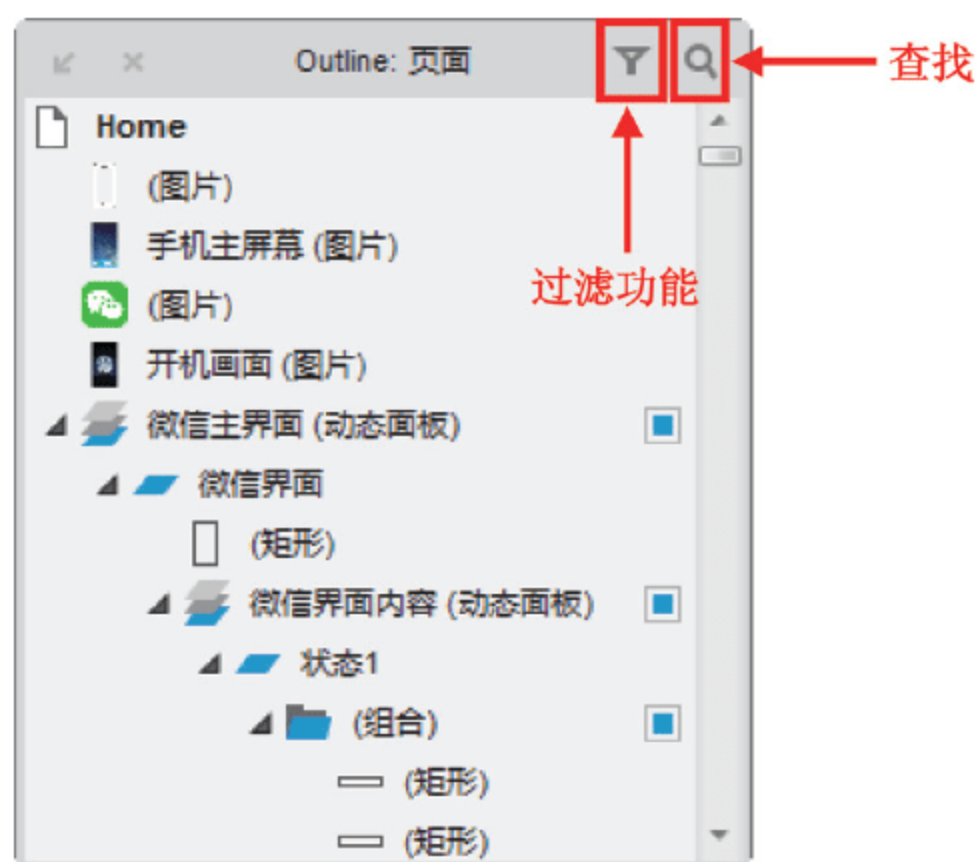 Outline: 页面
查找
Home
(图片)
手机主屏幕 (图片)
过滤功能
(图片)
开机画面 (图片)
微信主界面 (动态面板)
微信界面
(矩形)
微信界面内容 (动态面板)
状态1
(组合)
(矩形)
(矩形)